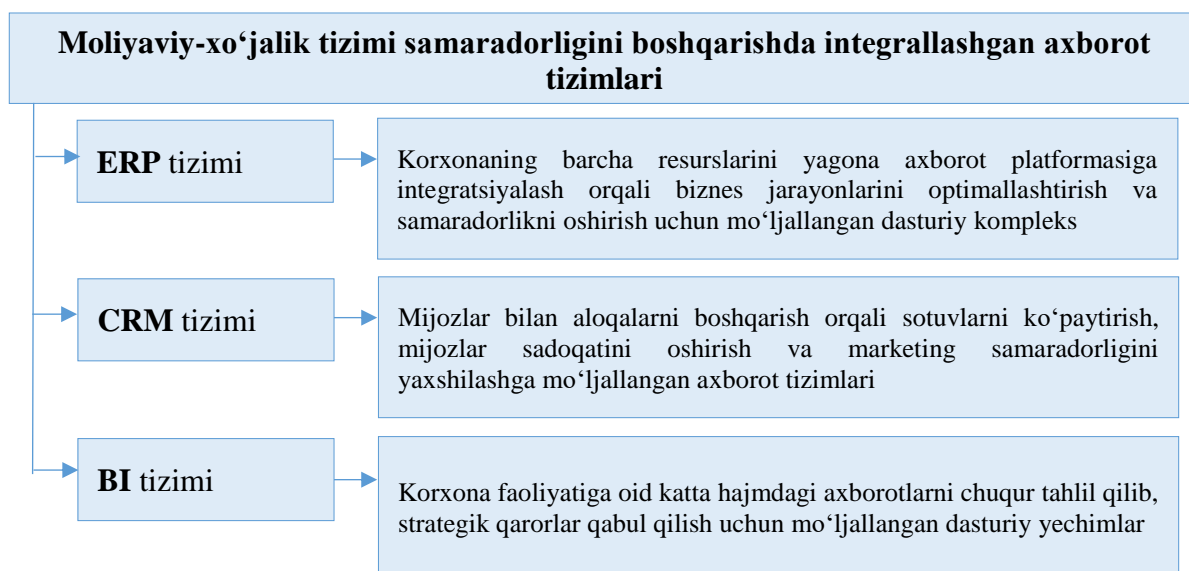 Moliyaviy-xo‘jalik tizimi samaradorligini boshqarishda integrallashgan axborot
tizimlari
ERP tizimi
Korxonaning barcha resurslarini yagona axborot platformasiga
integratsiyalash orqali biznes jarayonlarini optimallashtirish va
samaradorlikni oshirish uchun mo‘ljallangan dasturiy kompleks
CRM tizimi
Mijozlar bilan aloqalarni boshqarish orqali sotuvlarni ko‘paytirish,
mijozlar sadoqatini oshirish va marketing samaradorligini
yaxshilashga mo‘ljallangan axborot tizimlari
BI tizimi
Korxona faoliyatiga oid katta hajmdagi axborotlarni chuqur tahlil qilib,
strategik qarorlar qabul qilish uchun mo‘ljallangan dasturiy yechimlar